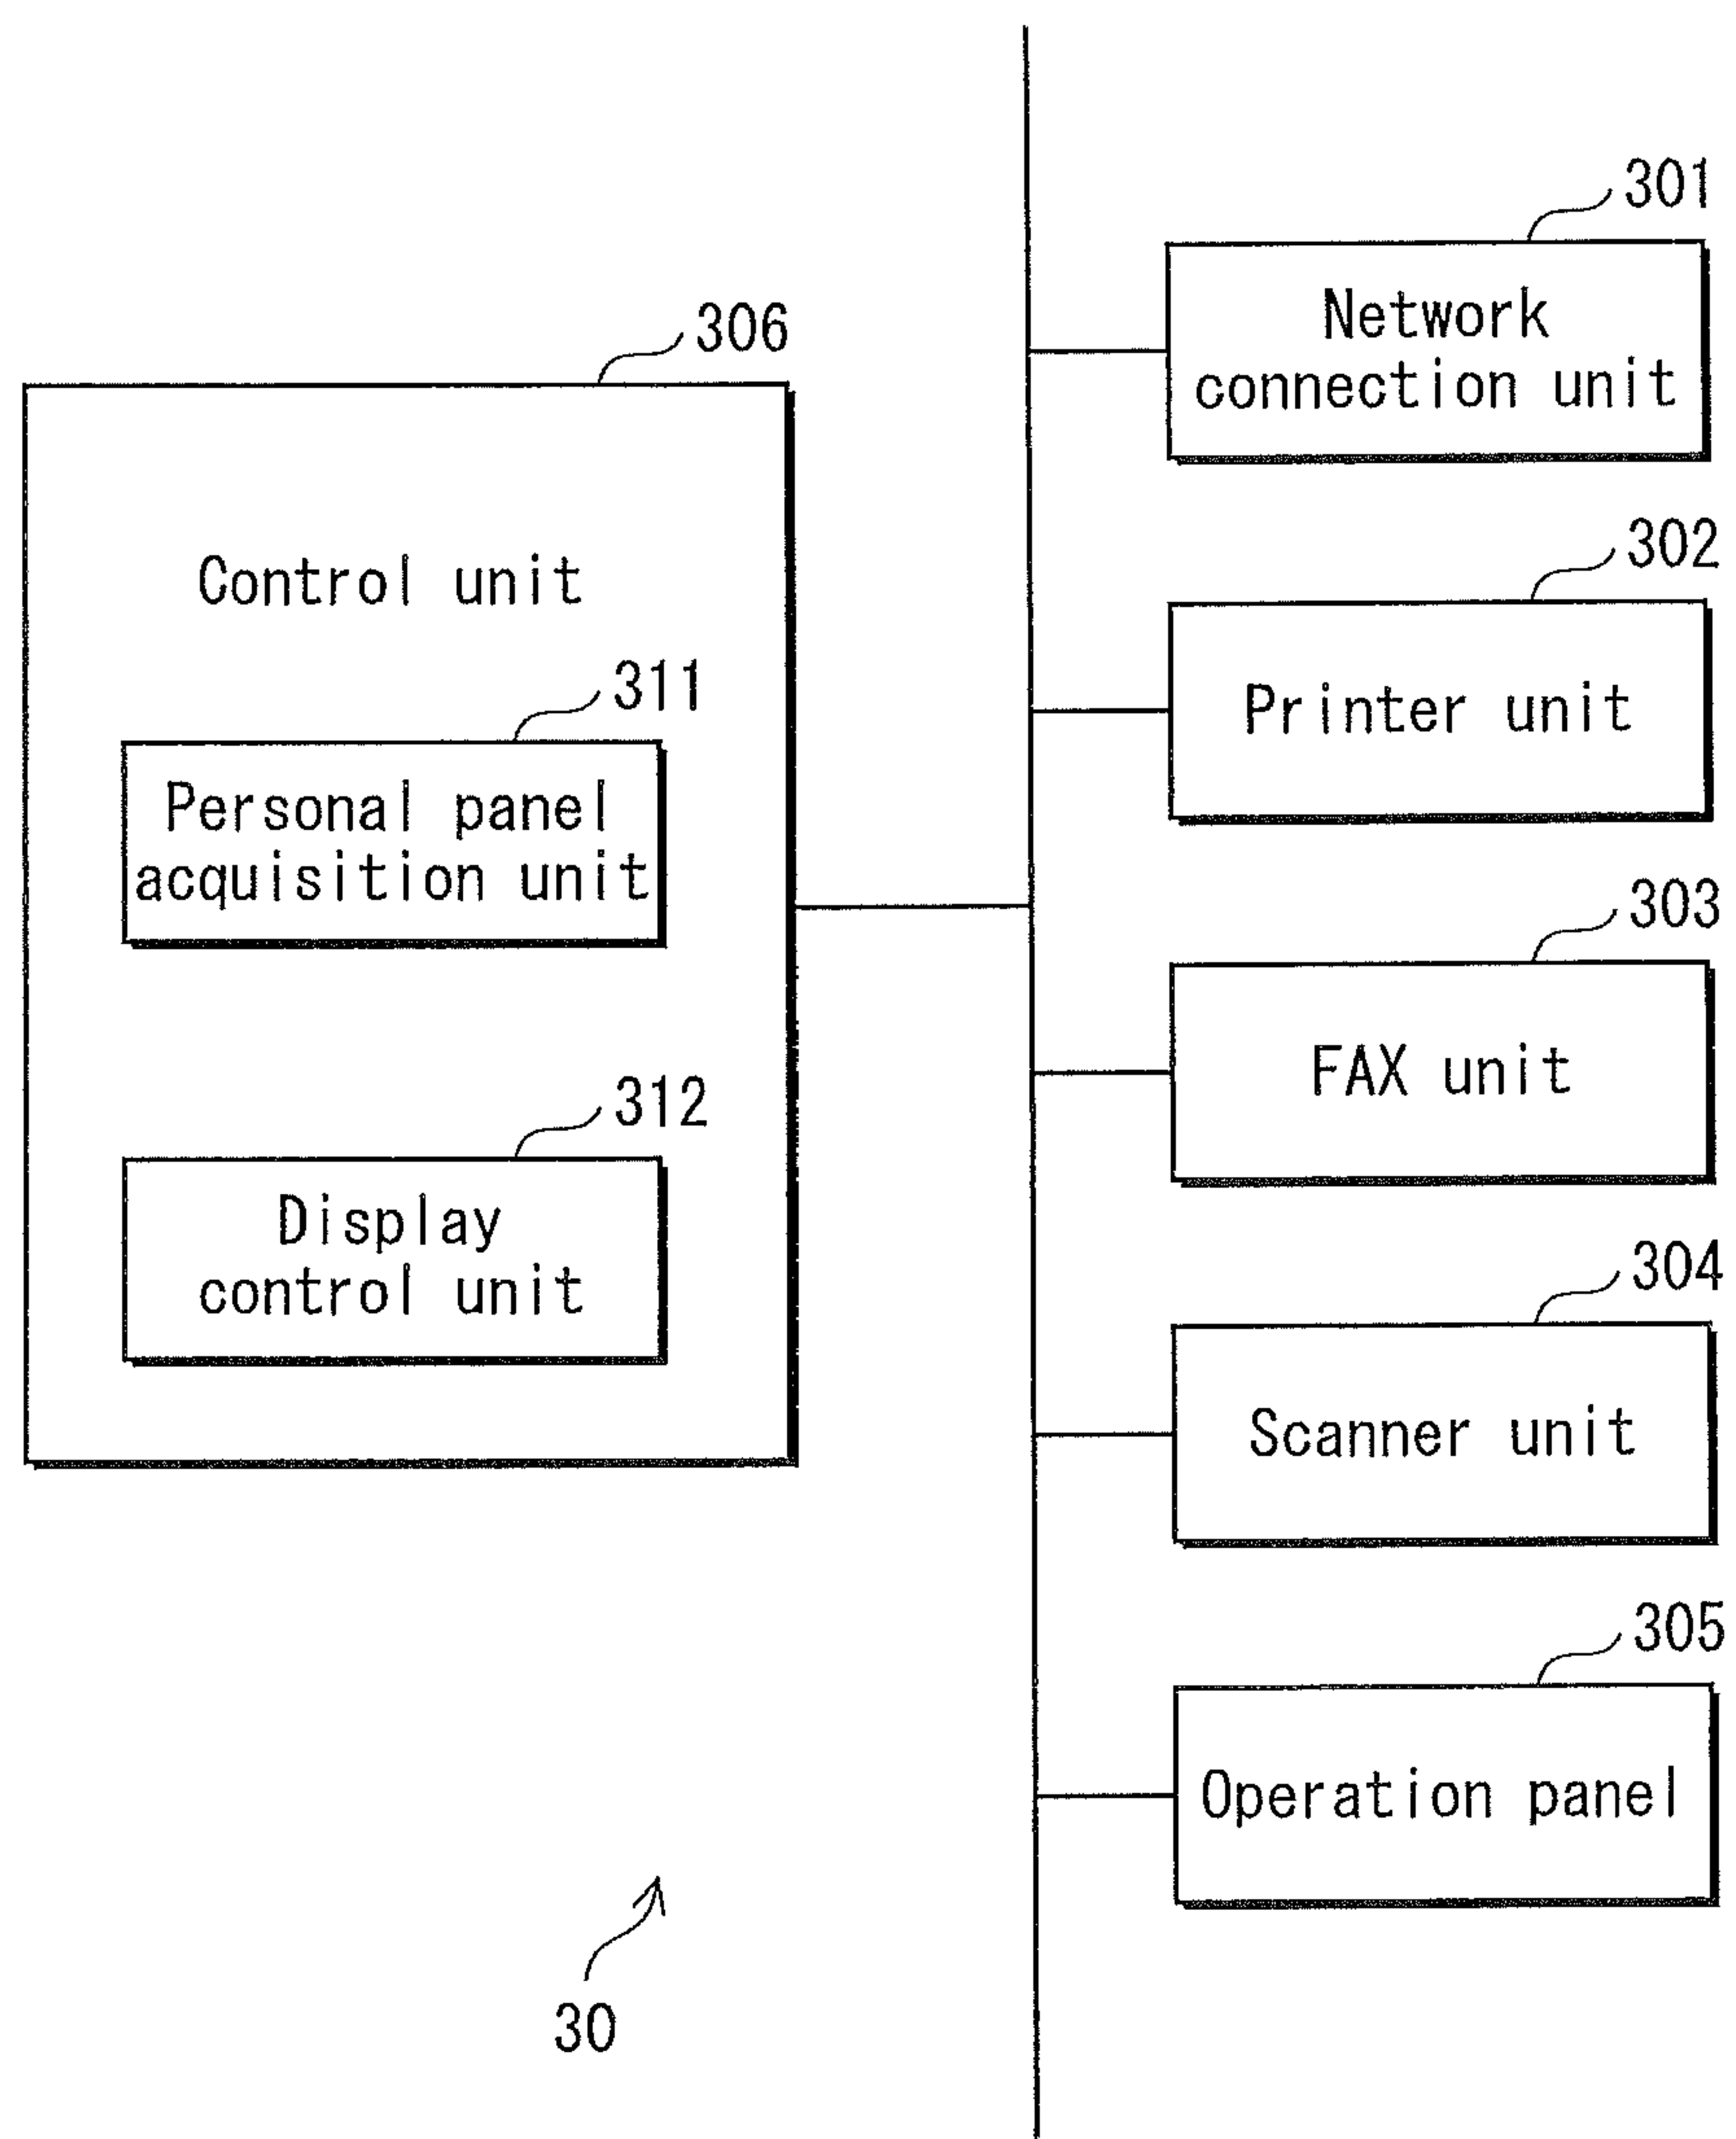 301
Network
connection unit
306
Control unit
302
Printer unit
311
Personal panel
acquisition unit
303
FAX unit
312
Display
control unit
304
Scanner unit
305
Operation panel
30